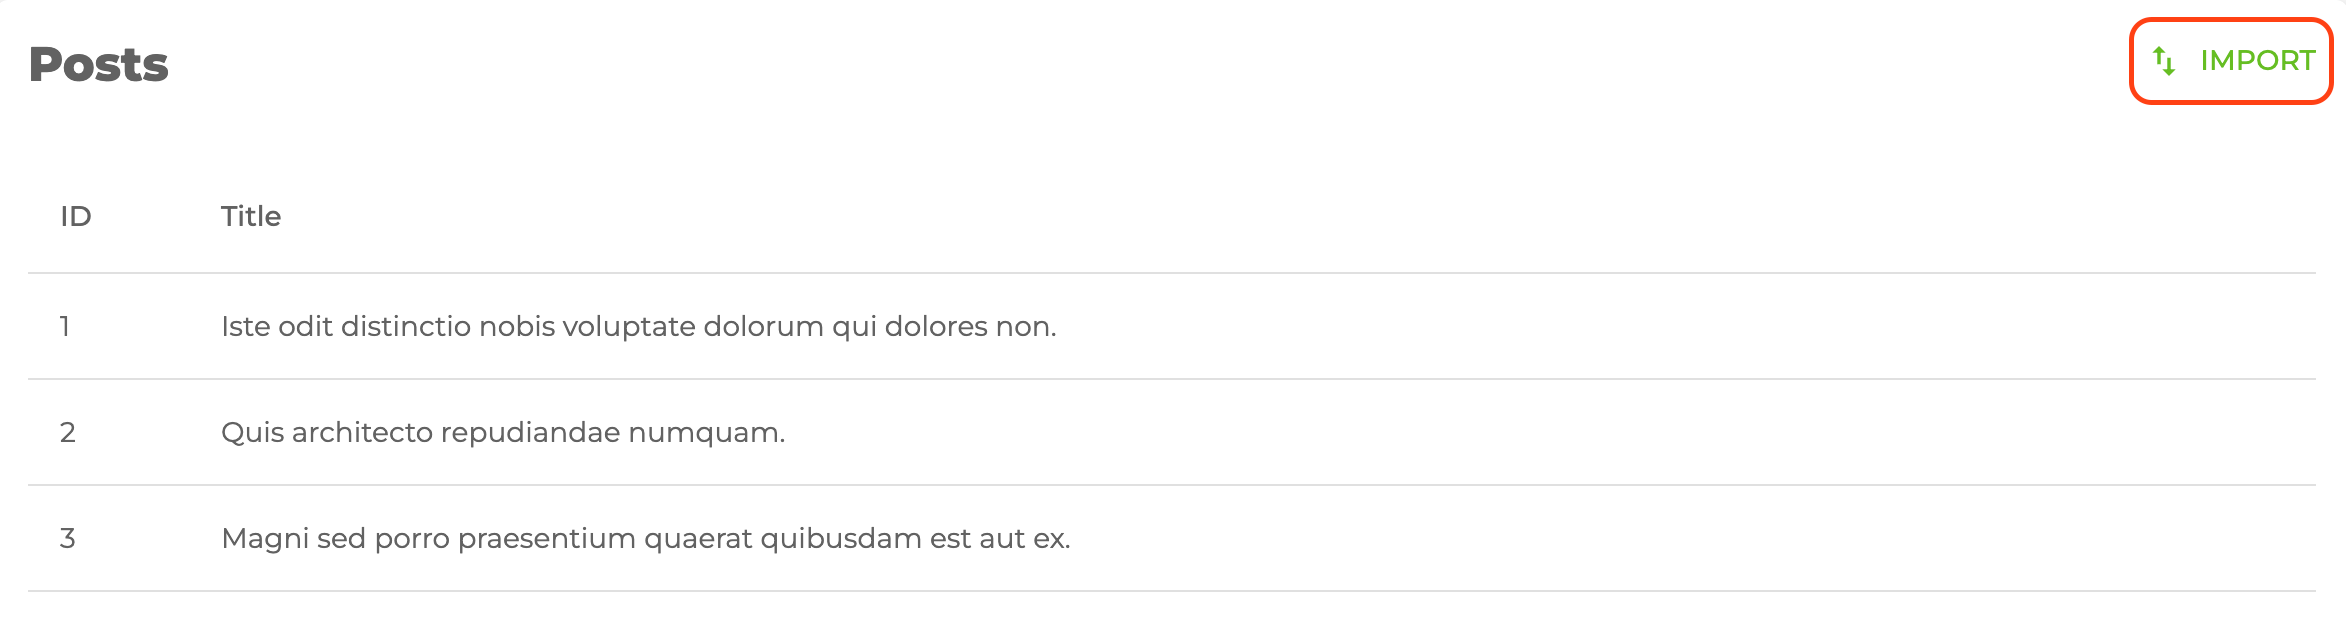 Posts
IMPORT
ID Title
1 Iste odit distinctio nobis voluptate dolorum qui dolores non.
2 Quis architecto repudiandae numquam.
3 Magni sed porro praesentium quaerat quibusdam est aut ex.